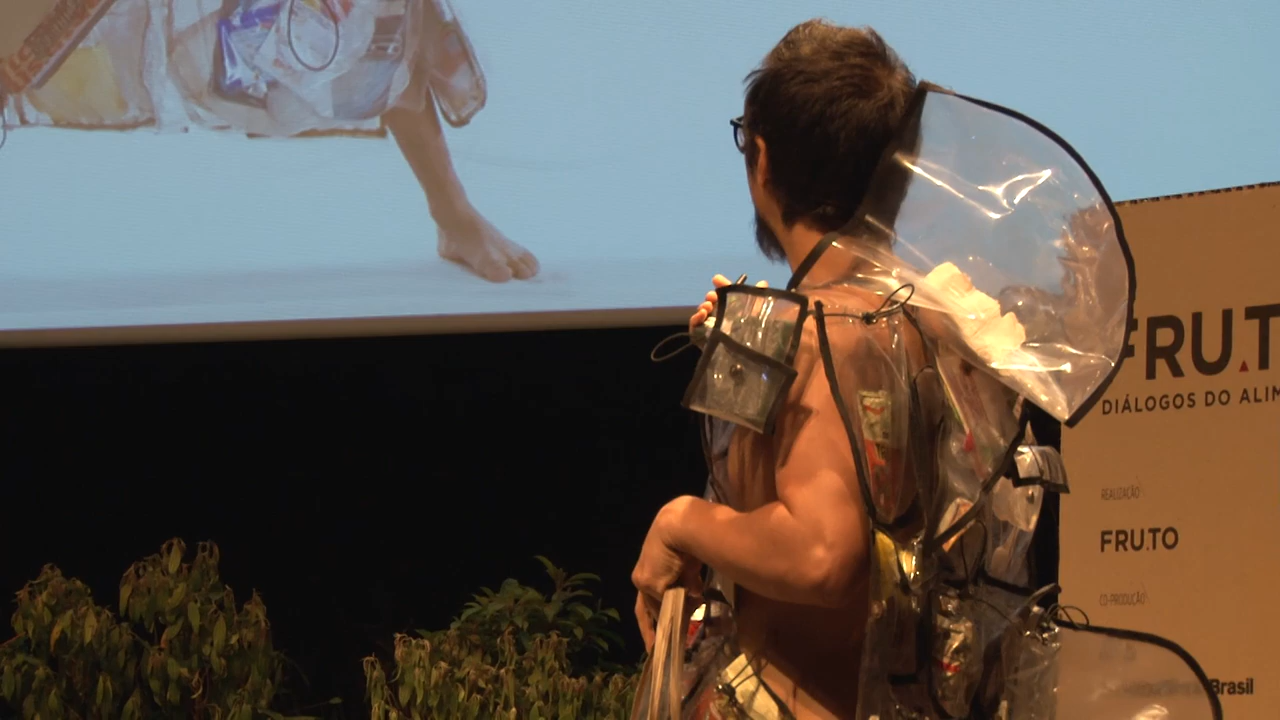 FRU.T
DIÁLOGOS DO ALIM
REALIZAÇÃO
FRU.TO
CO-PRODUÇÃO
Brasil